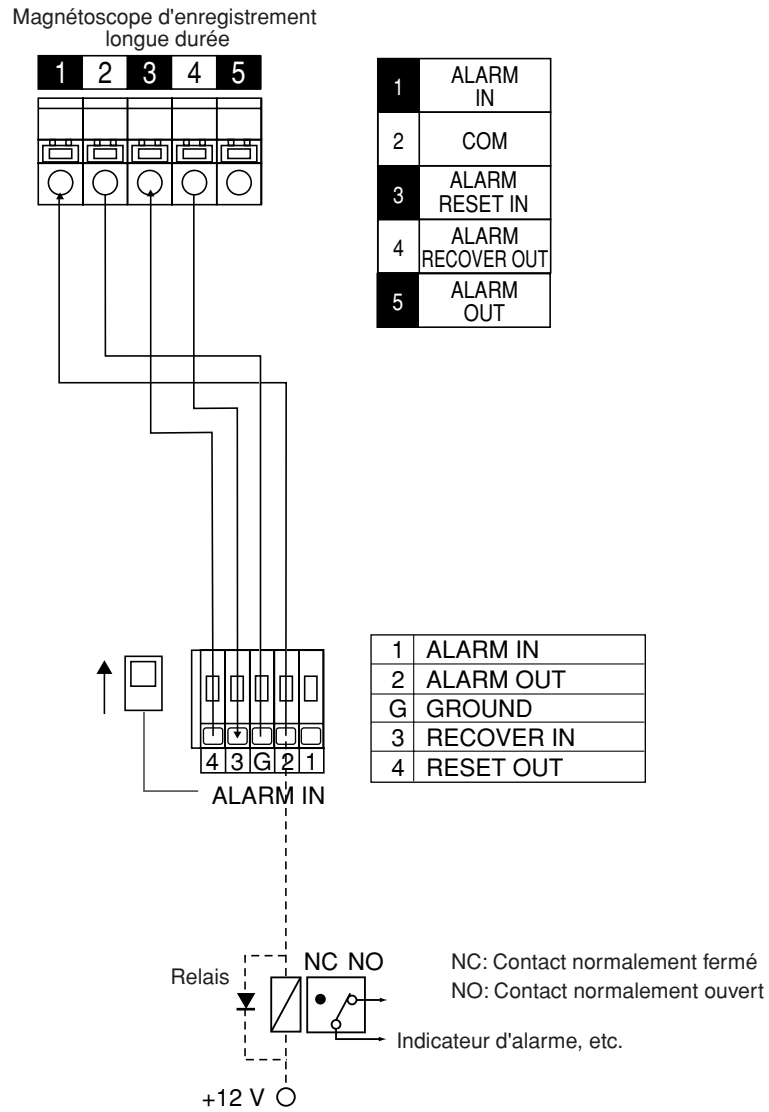 Magnétoscope d'enregistrement
longue durée
1 2 3 4 5
1 ALARM
IN
2 COM
3 ALARM
RESET IN
4 ALARM
RECOVER OUT
5 ALARM
OUT
1 ALARM IN
2 ALARM OUT
G GROUND
3 RECOVER IN
4 RESET OUT
4 3 G 2 1
ALARM IN
Relais
NC NO
NC: Contact normalement fermé
NO: Contact normalement ouvert
Indicateur d'alarme, etc.
+12 V